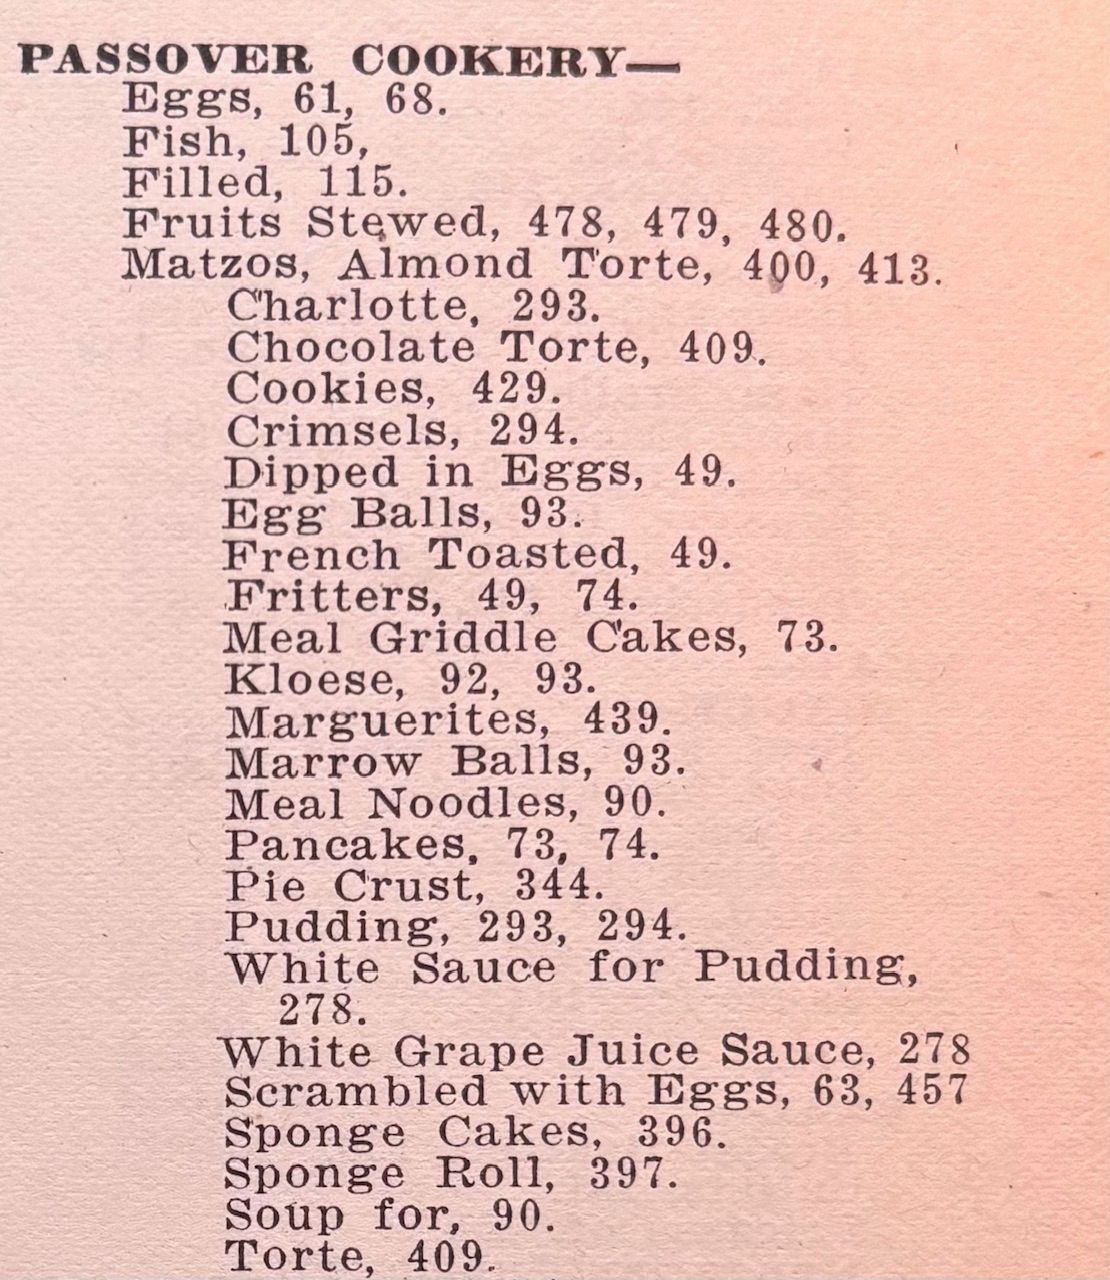 PASSOVER COOKERY—
Eggs, 61, 68.
Fish, 105,
Filled, 115.
Fruits Stewed, 478, 479, 480.
Matzos, Almond Torte, 400, 413.
Charlotte, 293.
Chocolate Torte, 409.
Cookies, 429.
Crimsels, 294.
Dipped in Eggs, 49.
Egg Balls, 93.
French Toasted, 49.
Fritters, 49, 74.
Meal Griddle Cakes, 73.
Kloese, 92, 93.
Marguerites, 439.
Marrow Balls, 93.
Meal Noodles, 90.
Pancakes, 73, 74.
Pie Crust, 344.
Pudding, 293, 294.
White Sauce for Pudding,
278.
White Grape Juice Sauce, 278
Scrambled with Eggs, 63, 457
Sponge Cakes, 396.
Sponge Roll, 397.
Soup for, 90.
Torte, 409.